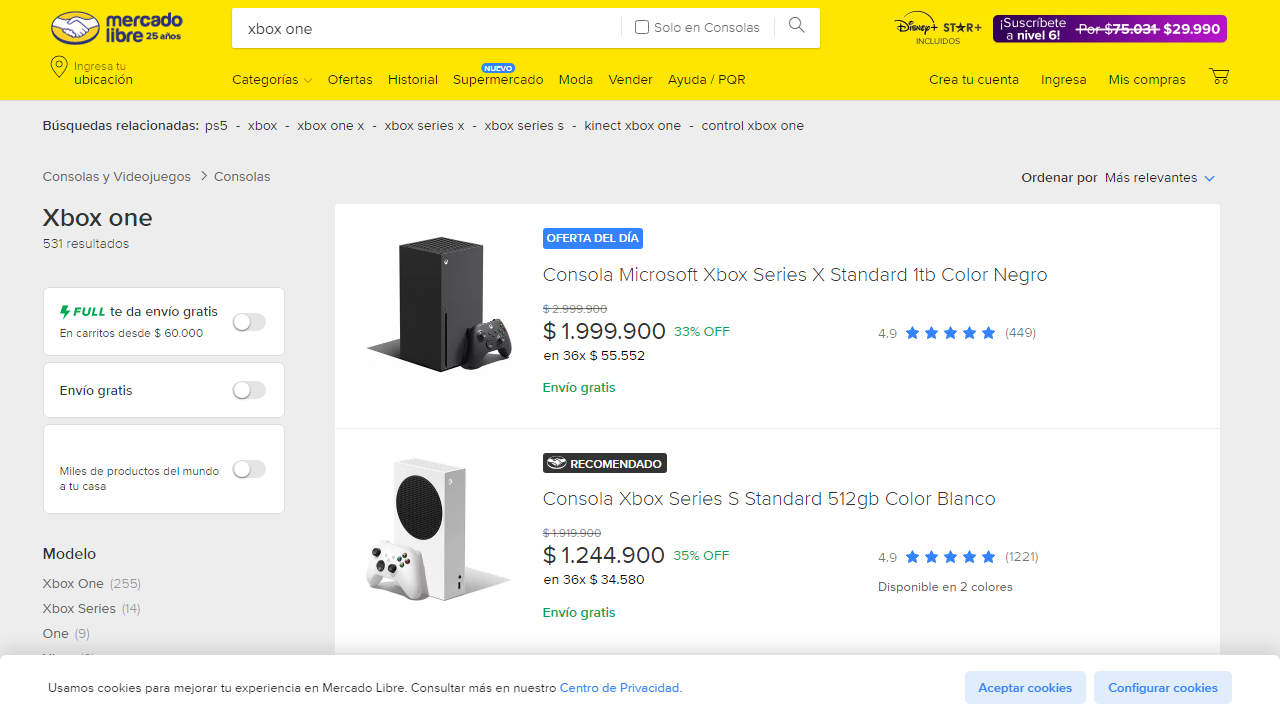 mercado libre 25 años
xbox one
Solo en Consolas
Disney+ STAR+
INCLUIDOS
¡Suscríbete a nivel 6! Por $75.031 $29.990
Ingresa tu
ubicación
Categorías Ofertas Historial Supermercado NUEVO Moda Vender Ayuda / PQR
Crea tu cuenta Ingresa Mis compras
Búsquedas relacionadas: ps5 - xbox - xbox one x - xbox series x - xbox series s - kinect xbox one - control xbox one
Consolas y Videojuegos > Consolas
Ordenar por Más relevantes
Xbox one
531 resultados
FULL te da envío gratis
En carritos desde $ 60.000
Envío gratis
Miles de productos del mundo
a tu casa
Modelo
Xbox One (255)
Xbox Series (14)
One (9)
OFERTA DEL DÍA
Consola Microsoft Xbox Series X Standard 1tb Color Negro
$ 2.999.900
$ 1.999.900 33% OFF
en 36x $ 55.552
4.9 (449)
Envío gratis
RECOMENDADO
Consola Xbox Series S Standard 512gb Color Blanco
$ 1.919.900
$ 1.244.900 35% OFF
en 36x $ 34.580
4.9 (1221)
Disponible en 2 colores
Envío gratis
Usamos cookies para mejorar tu experiencia en Mercado Libre. Consultar más en nuestro Centro de Privacidad.
Aceptar cookies
Configurar cookies